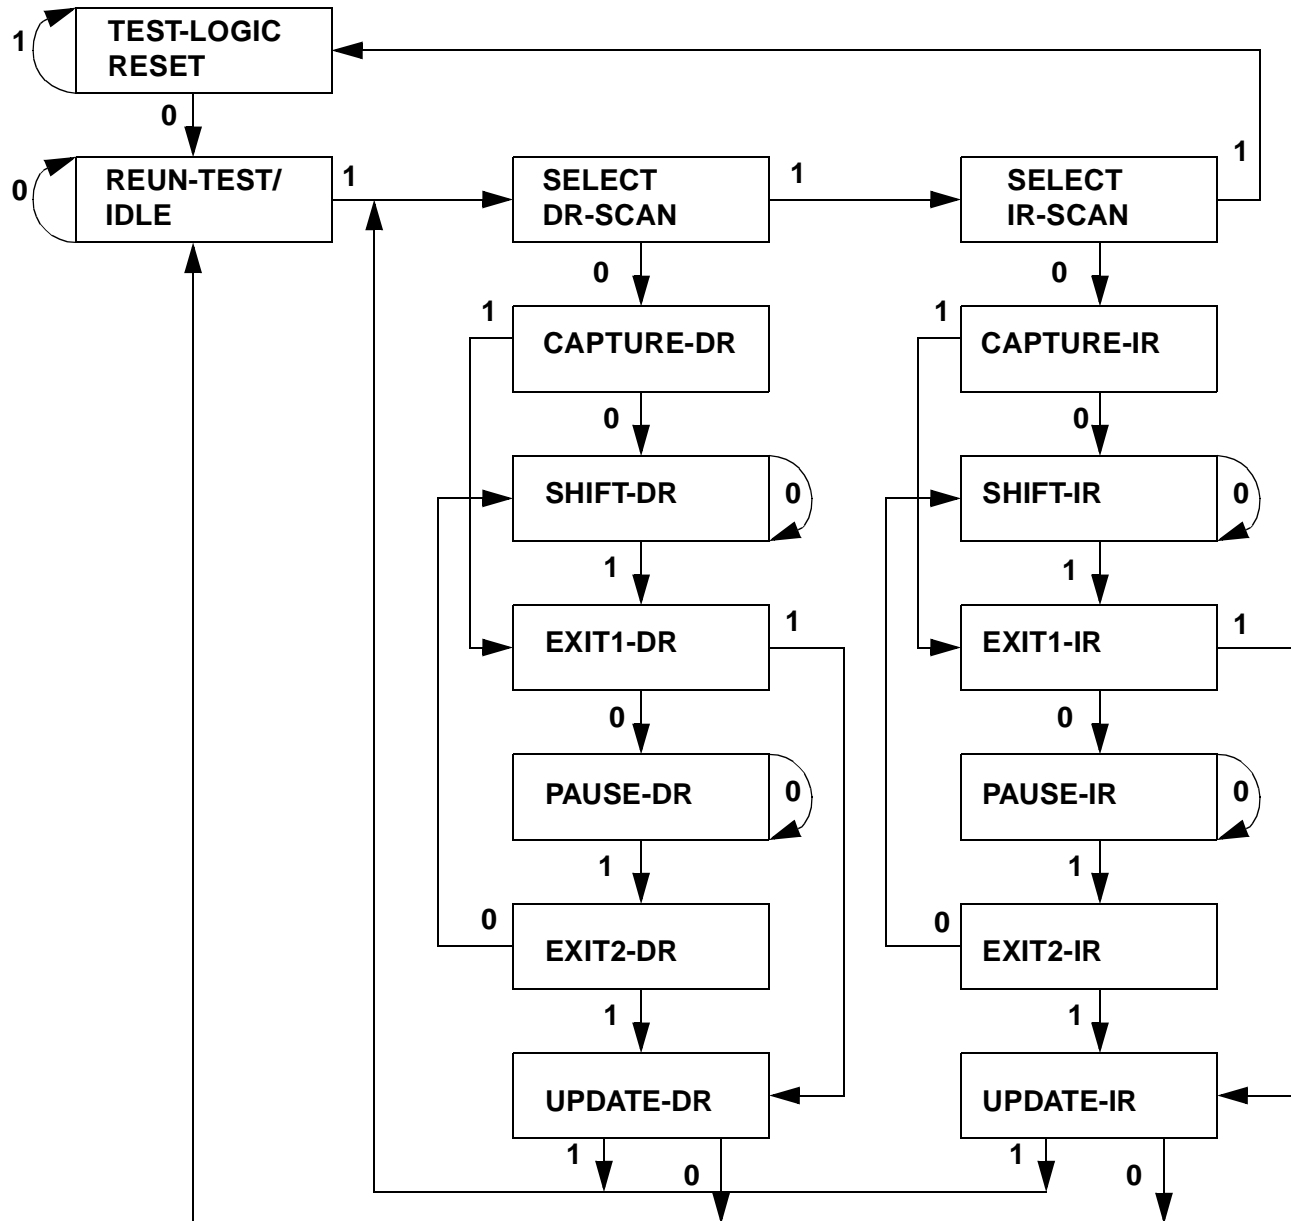 1
TEST-LOGIC
RESET
0
0
REUN-TEST/
IDLE
1
SELECT
DR-SCAN
1
SELECT
IR-SCAN
1
0
0
1
CAPTURE-DR
1
CAPTURE-IR
0
0
SHIFT-DR
0
SHIFT-IR
0
1
1
EXIT1-DR
1
EXIT1-IR
1
0
0
PAUSE-DR
0
PAUSE-IR
0
1
1
0
EXIT2-DR
0
EXIT2-IR
1
1
UPDATE-DR
UPDATE-IR
1
0
1
0